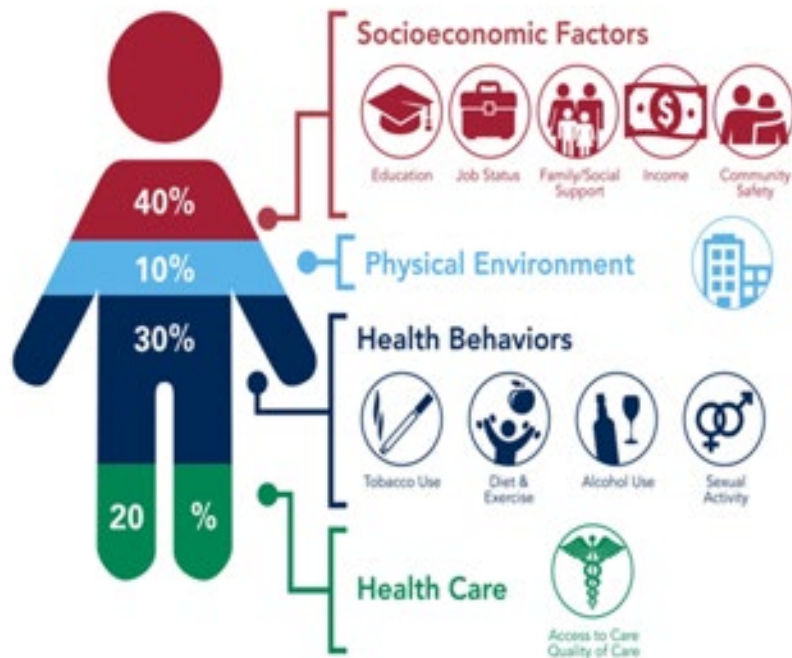 Socioeconomic Factors
Education
Job Status
Family/Social
Support
Income
Community
Safety
40%
10%
Physical Environment
30%
Health Behaviors
Tobacco Use
Diet &
Exercise
Alcohol Use
Sexual
Activity
20 %
Health Care
Access to Care
Quality of Care